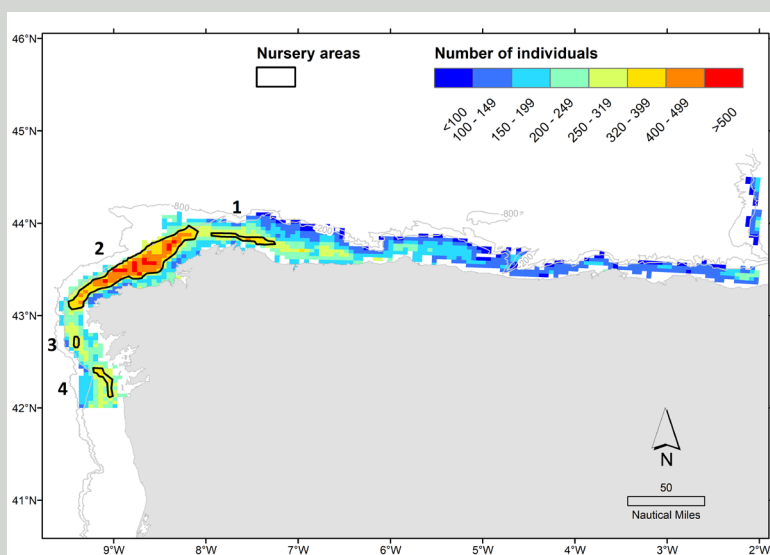 Nursery areas
Number of individuals
<100
100 - 149
150 - 199
200 - 249
250 - 319
320 - 399
400 - 499
>500
46°N
45°N
44°N
43°N
42°N
41°N
-800
-800
-200
1
2
3
4
N
50
Nautical Miles
9°W
8°W
7°W
6°W
5°W
4°W
3°W
2°W